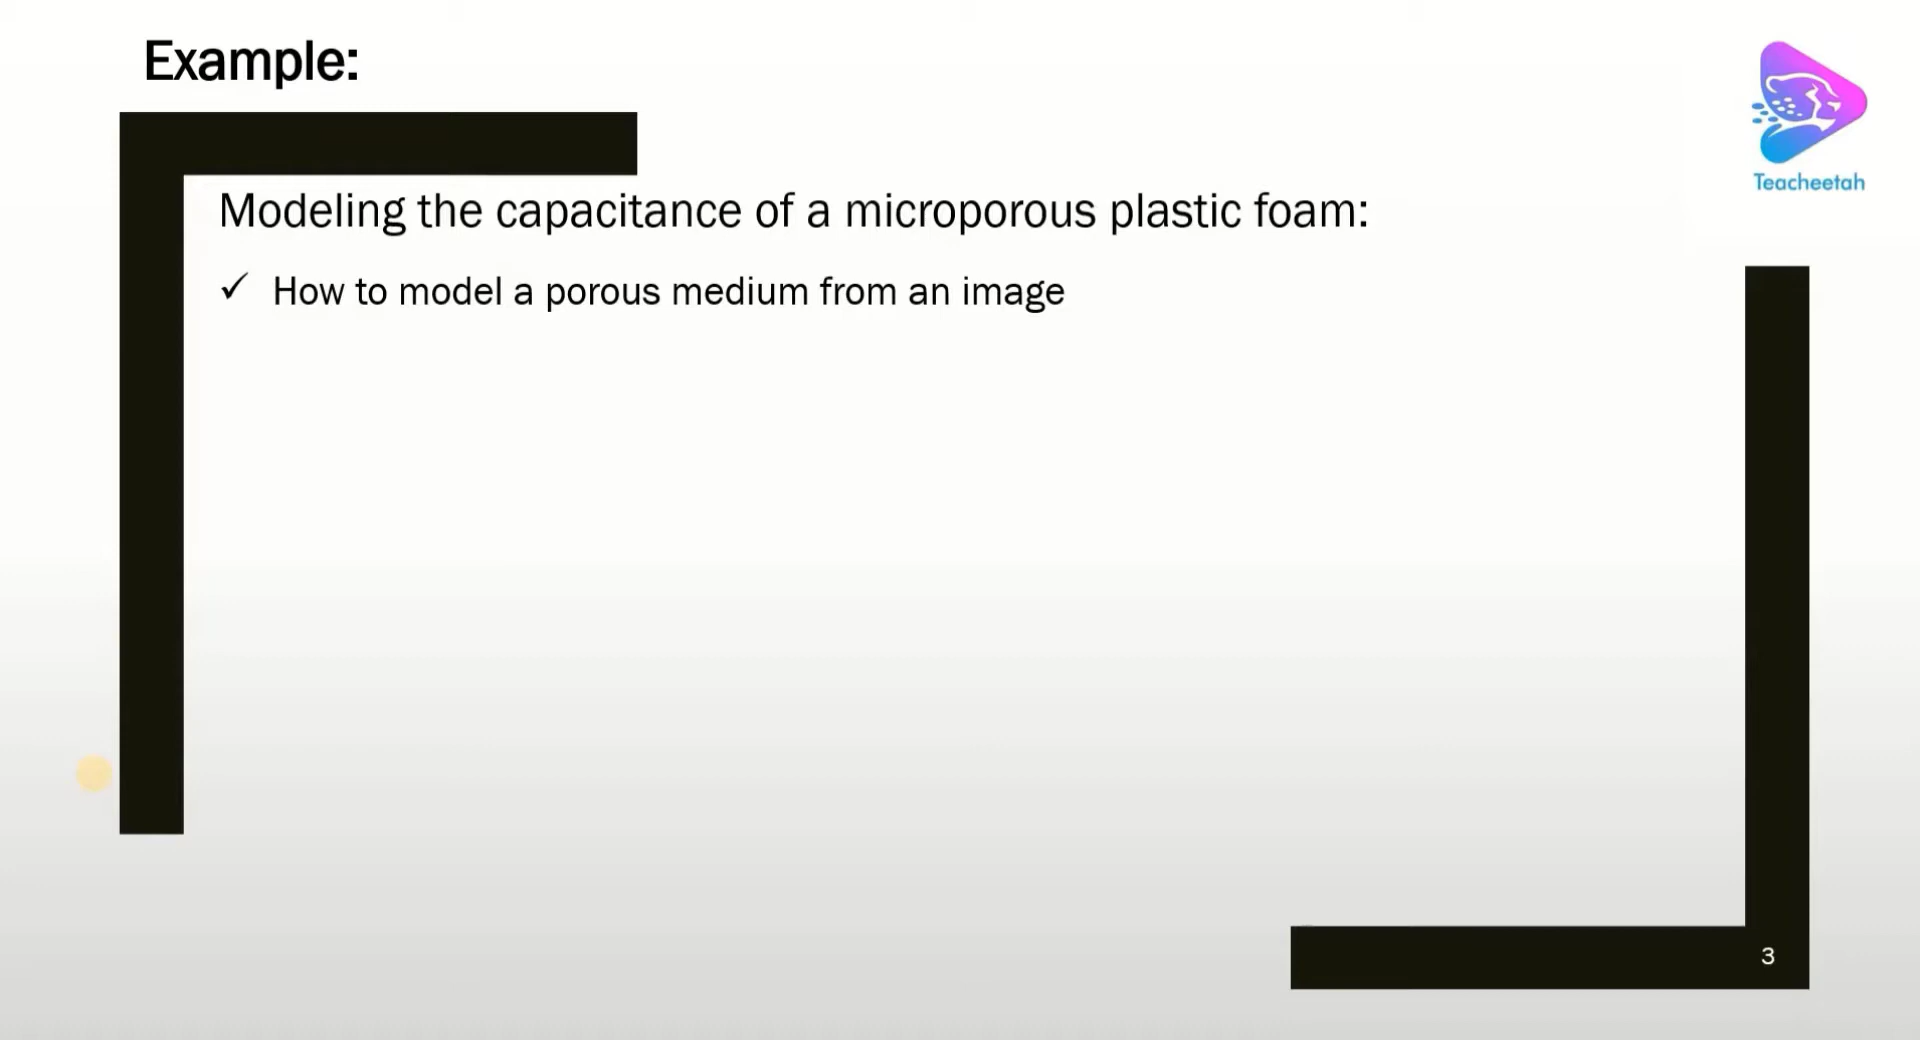 Example:
Teacheetah
Modeling the capacitance of a microporous plastic foam:
✓ How to model a porous medium from an image
3